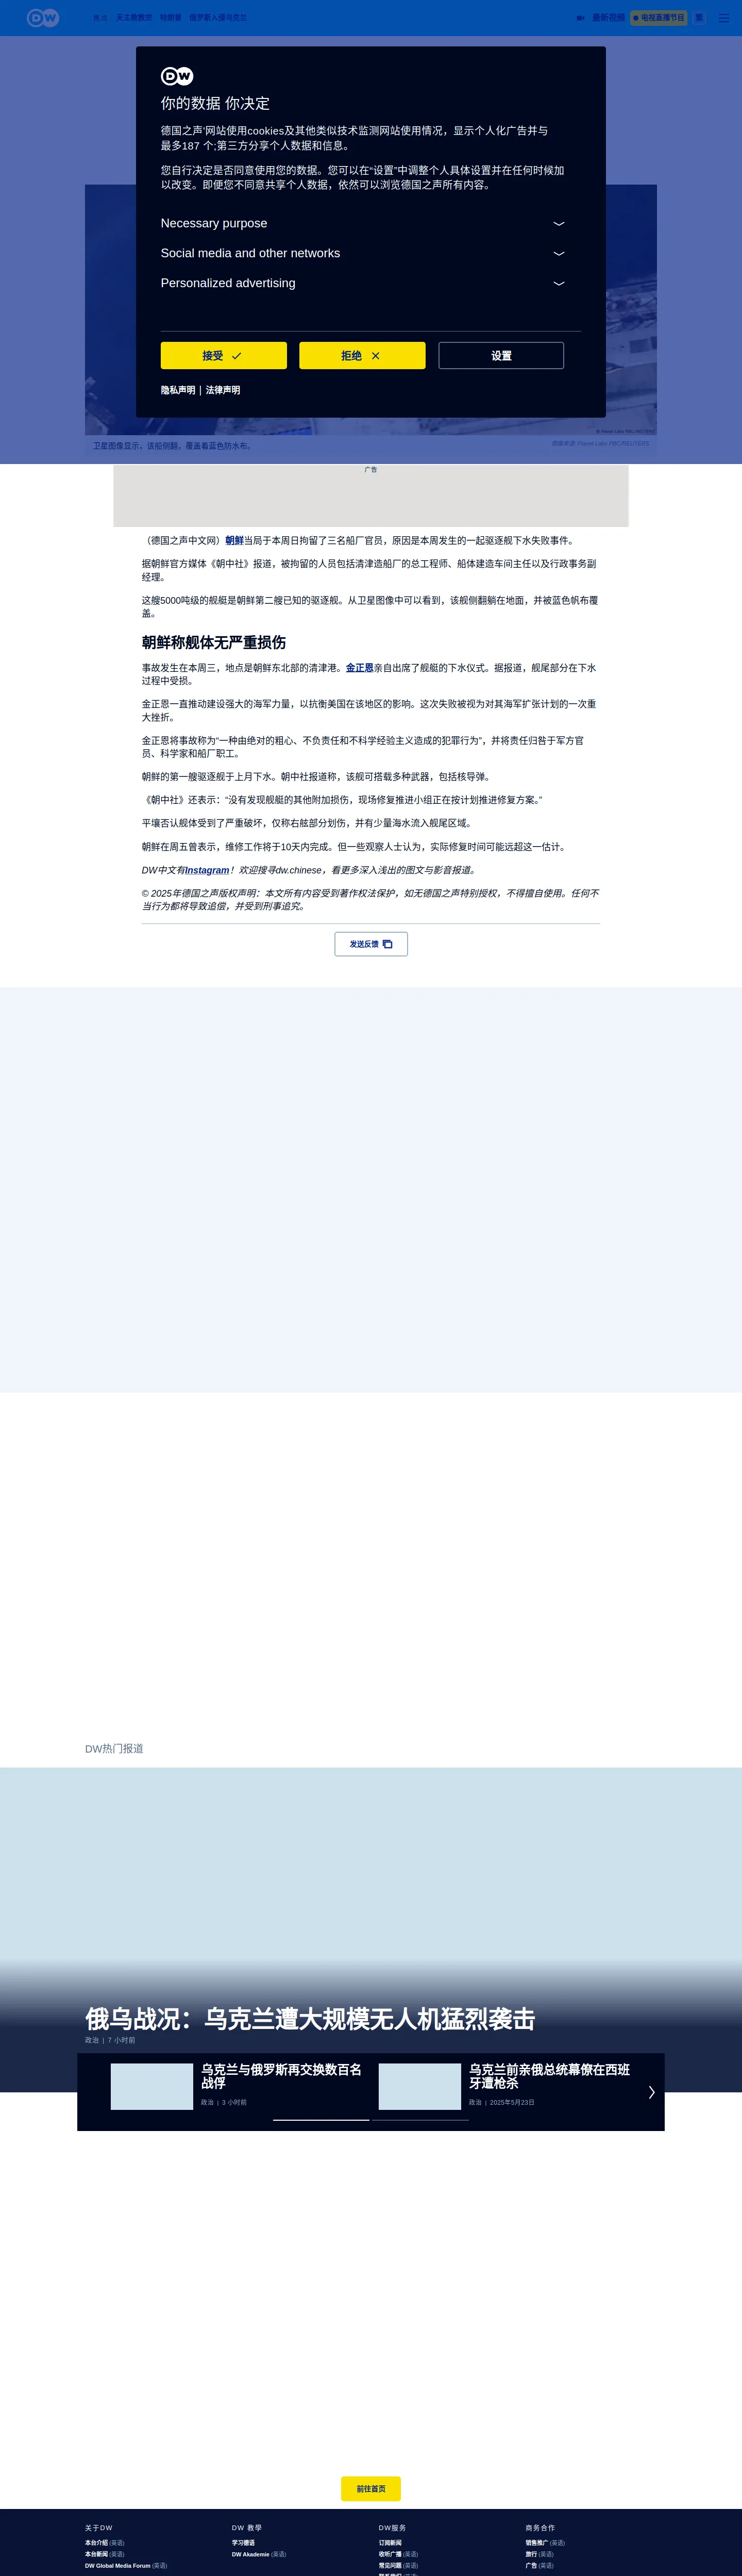 DW
焦点
天主教教宗
特朗普
俄罗斯入侵乌克兰
最新视频
电视直播节目
繁
DW
你的数据 你决定
德国之声'网站使用cookies及其他类似技术监测网站使用情况，显示个人化广告并与
最多187 个;第三方分享个人数据和信息。
您自行决定是否同意使用您的数据。您可以在“设置”中调整个人具体设置并在任何时候加
以改变。即便您不同意共享个人数据，依然可以浏览德国之声所有内容。
Necessary purpose
Social media and other networks
Personalized advertising
接受
拒绝
设置
隐私声明 | 法律声明
卫星图像显示，该船侧翻，覆盖着蓝色防水布。
图像来源: Planet Labs PBC/REUTERS
广告
（德国之声中文网）朝鲜当局于本周日拘留了三名船厂官员，原因是本周发生的一起驱逐舰下水失败事件。
据朝鲜官方媒体《朝中社》报道，被拘留的人员包括清津造船厂的总工程师、船体建造车间主任以及行政事务副
经理。
这艘5000吨级的舰艇是朝鲜第二艘已知的驱逐舰。从卫星图像中可以看到，该舰侧翻躺在地面，并被蓝色帆布覆
盖。
朝鲜称舰体无严重损伤
事故发生在本周三，地点是朝鲜东北部的清津港。金正恩亲自出席了舰艇的下水仪式。据报道，舰尾部分在下水
过程中受损。
金正恩一直推动建设强大的海军力量，以抗衡美国在该地区的影响。这次失败被视为对其海军扩张计划的一次重
大挫折。
金正恩将事故称为“一种由绝对的粗心、不负责任和不科学经验主义造成的犯罪行为”，并将责任归咎于军方官
员、科学家和船厂职工。
朝鲜的第一艘驱逐舰于上月下水。朝中社报道称，该舰可搭载多种武器，包括核导弹。
《朝中社》还表示：“没有发现舰艇的其他附加损伤，现场修复推进小组正在按计划推进修复方案。”
平壤否认舰体受到了严重破坏，仅称右舷部分划伤，并有少量海水流入舰尾区域。
朝鲜在周五曾表示，维修工作将于10天内完成。但一些观察人士认为，实际修复时间可能远超这一估计。
DW中文有Instagram！欢迎搜寻dw.chinese，看更多深入浅出的图文与影音报道。
© 2025年德国之声版权声明：本文所有内容受到著作权法保护，如无德国之声特别授权，不得擅自使用。任何不
当行为都将导致追偿，并受到刑事追究。
发送反馈
DW热门报道
俄乌战况：乌克兰遭大规模无人机猛烈袭击
政治 | 7 小时前
乌克兰与俄罗斯再交换数百名
战俘
政治 | 3 小时前
乌克兰前亲俄总统幕僚在西班
牙遭枪杀
政治 | 2025年5月23日
前往首页
关于DW
本台介绍 (英语)
本台新闻 (英语)
DW Global Media Forum (英语)
DW 教学
学习德语
DW Akademie (英语)
DW服务
订阅新闻
收听广播 (英语)
常见问题 (英语)
商务合作
销售推广 (英语)
旅行 (英语)
广告 (英语)